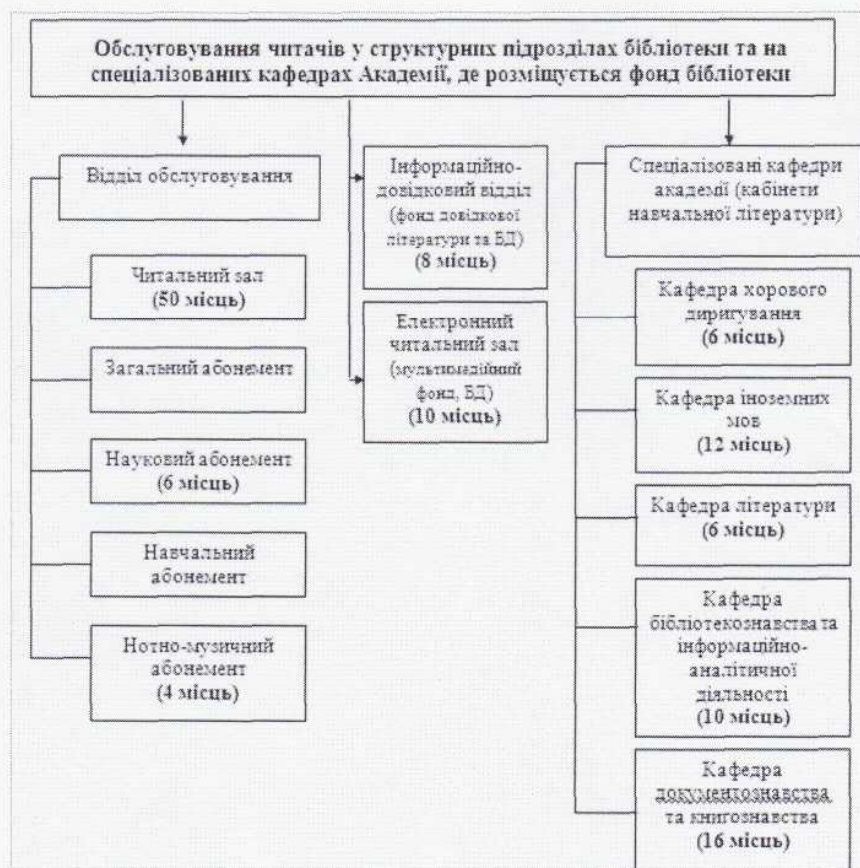 Обслуговування читачів у структурних підрозділах бібліотеки та на
спеціалізованих кафедрах Академії, де розміщується фонд бібліотеки
Відділ обслуговування
Читальний зал
(50 місць)
Загальний абонемент
Науковий абонемент
(6 місць)
Навчальний
абонемент
Нотно-музичний
абонемент
(4 місць)
Інформаційно-
довідковий відділ
(фонд довідкової
літератури та БД)
(8 місць)
Електронний
читальний зал
(мультимедійний
фонд, БД)
(10 місць)
Спеціалізовані кафедри
академії (кабінети
навчальної літератури)
Кафедра хорового
диригування
(6 місць)
Кафедра іноземних
мов
(12 місць)
Кафедра літератури
(6 місць)
Кафедра
бібліотекознавства та
інформаційно-
аналітичної
діяльності
(10 місць)
Кафедра
документознавства
та книгознавства
(16 місць)